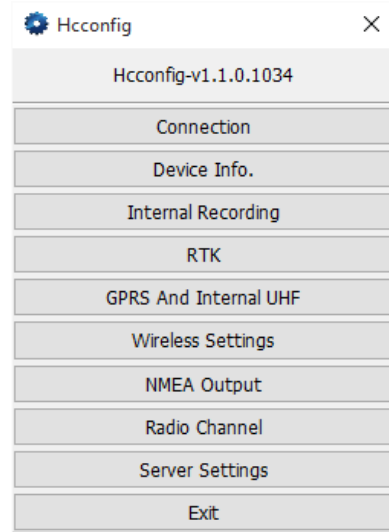 Hcconfig
Hcconfig-v1.1.0.1034
Connection
Device Info.
Internal Recording
RTK
GPRS And Internal UHF
Wireless Settings
NMEA Output
Radio Channel
Server Settings
Exit